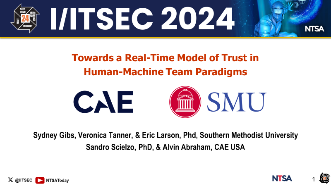 I/ITSEC 2024
NTSA
Towards a Real-Time Model of Trust in
Human-Machine Team Paradigms
CAE
SMU
Sydney Gibs, Veronica Tanner, & Eric Larson, Phd, Southern Methodist University
Sandro Scielzo, PhD, & Alvin Abraham, CAE USA
@IITSEC NTSAToday
NTSA
1